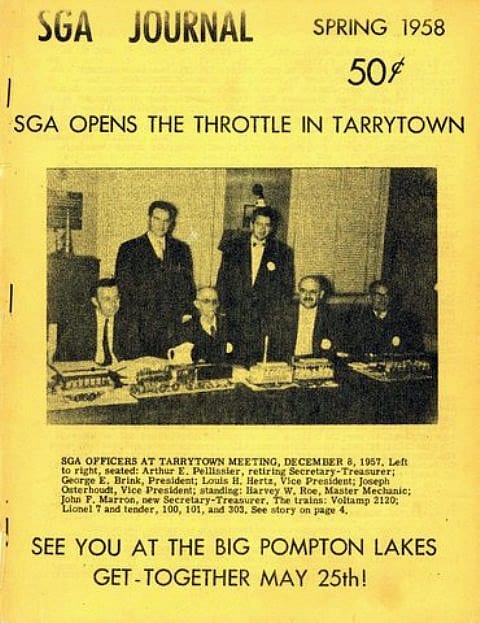 SGA JOURNAL
SPRING 1958
50¢
SGA OPENS THE THROTTLE IN TARRYTOWN
SGA OFFICERS AT TARRYTOWN MEETING, DECEMBER 8, 1957. Left
to right, seated: Arthur E. Pellissier, retiring Secretary-Treasurer;
George E. Brink, President; Louis H. Hertz, Vice President; Joseph
Osterhoudt, Vice President; standing: Harvey W. Roe, Master Mechanic;
John F. Marron, new Secretary-Treasurer. The trains: Voltamp 2120;
Lionel 7 and tender, 100, 101, and 303. See story on page 4.
SEE YOU AT THE BIG POMPTON LAKES
GET-TOGETHER MAY 25th!